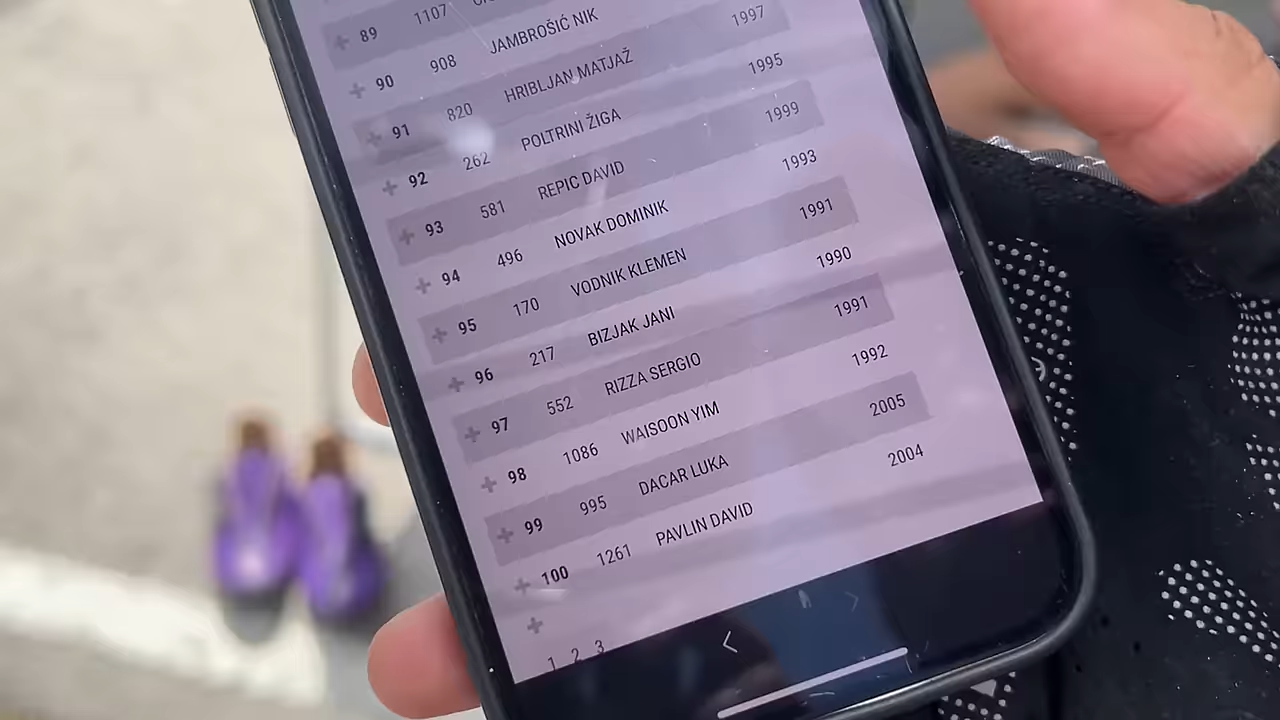 89 1107
90 908 JAMBROŠIĆ NIK
91 820 HRIBLJAN MATJAŽ 1997
92 262 POLTRINI ŽIGA 1995
93 581 REPIC DAVID 1999
94 496 NOVAK DOMINIK 1993
95 170 VODNIK KLEMEN 1991
96 217 BIZJAK JANI 1990
97 552 RIZZA SERGIO 1991
98 1086 WAISOON YIM 1992
99 995 DACAR LUKA 2005
100 1261 PAVLIN DAVID 2004
1 2 3